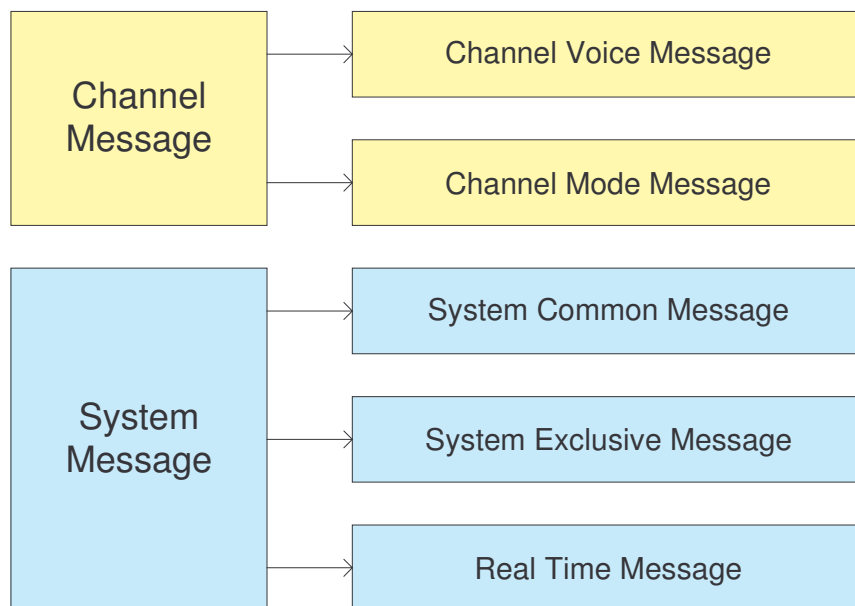 Channel
Message
Channel Voice Message
Channel Mode Message
System
Message
System Common Message
System Exclusive Message
Real Time Message